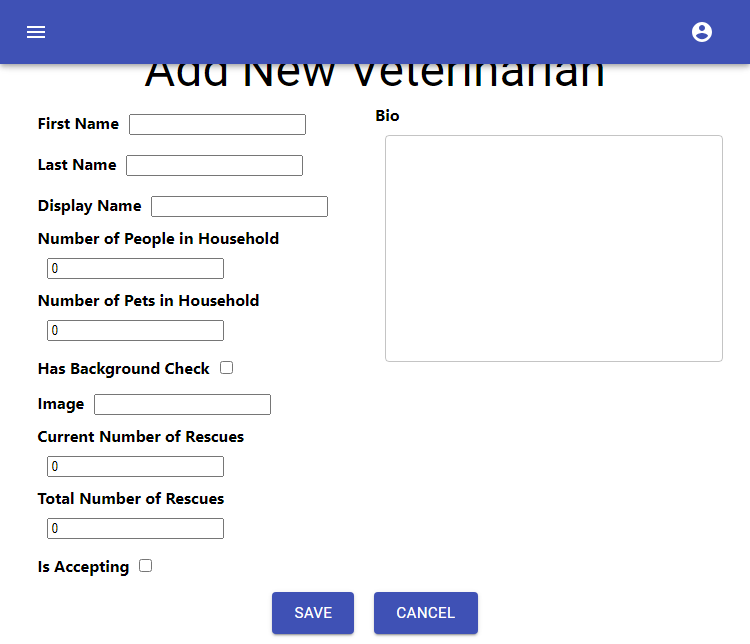 Add New Veterinarian
First Name
Last Name
Display Name
Number of People in Household
0
Number of Pets in Household
0
Has Background Check
Image
Current Number of Rescues
0
Total Number of Rescues
0
Is Accepting
Bio
SAVE CANCEL